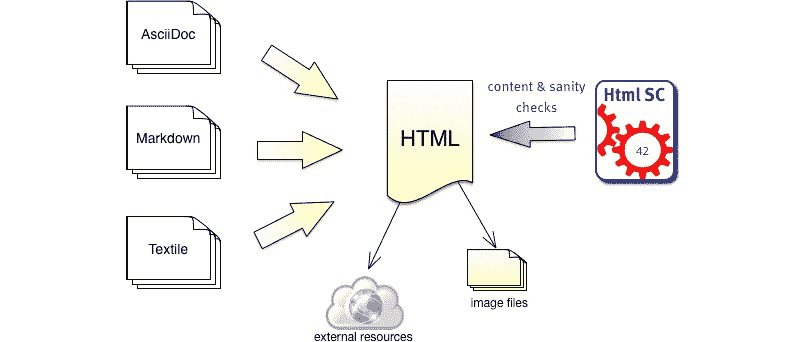 AsciiDoc
Markdown
Textile
HTML
content & sanity
checks
Html SC
42
external resources
image files